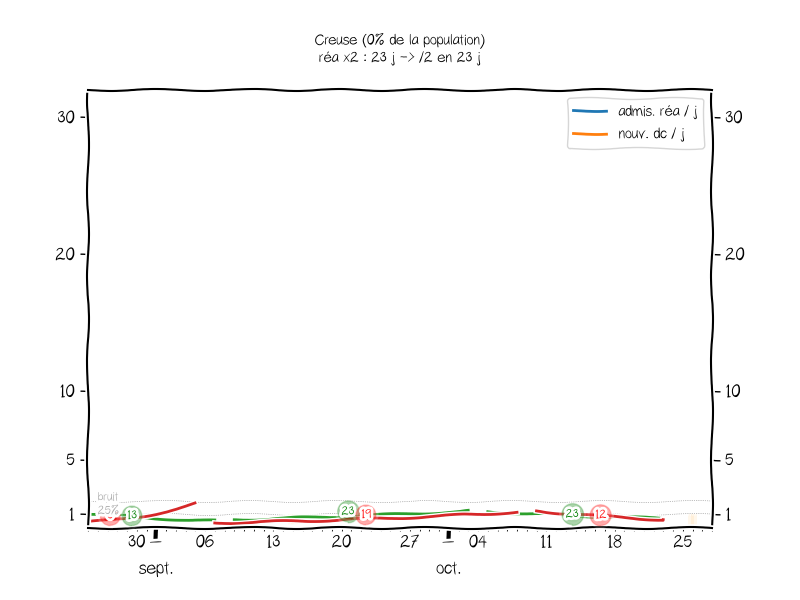 Creuse (0% de la population)
réa x2 : 23 j -> /2 en 23 j
admis. réa / j
nouv. dc / j
30 30
20 20
10 10
5 5
1 1
bruit
25%
13 23 19 23 12
30 1 06 13 20 27 1 04 11 18 25
sept. oct.